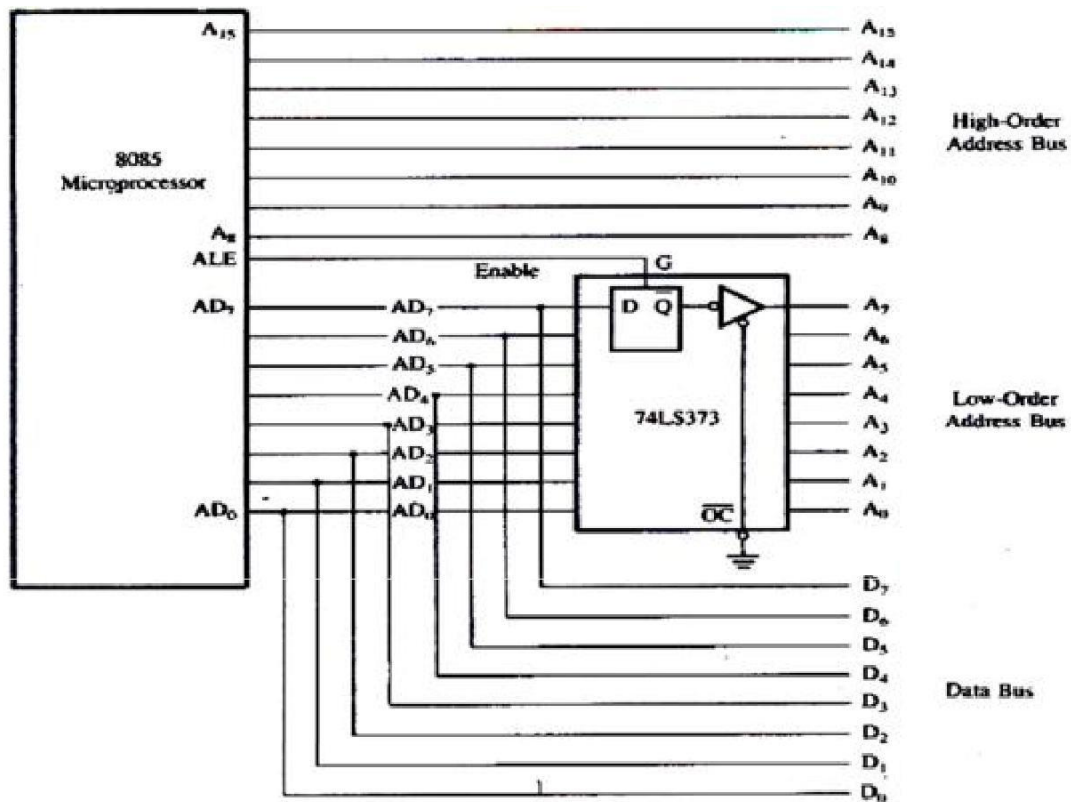 A₁₅
A₁₅
A₁₄
A₁₃
A₁₂
High-Order
Address Bus
8085
Microprocessor
A₁₁
A₁₀
A₉
A₈
A₈
ALE
Enable
G
AD₇
AD₇
D
Q̅
A₇
AD₆
A₆
AD₅
A₅
AD₄
A₄
Low-Order
Address Bus
74LS373
AD₃
A₃
AD₂
A₂
AD₁
A₁
AD₀
AD₀
O̅C̅
A₀
D₇
D₆
D₅
D₄
Data Bus
D₃
D₂
D₁
D₀